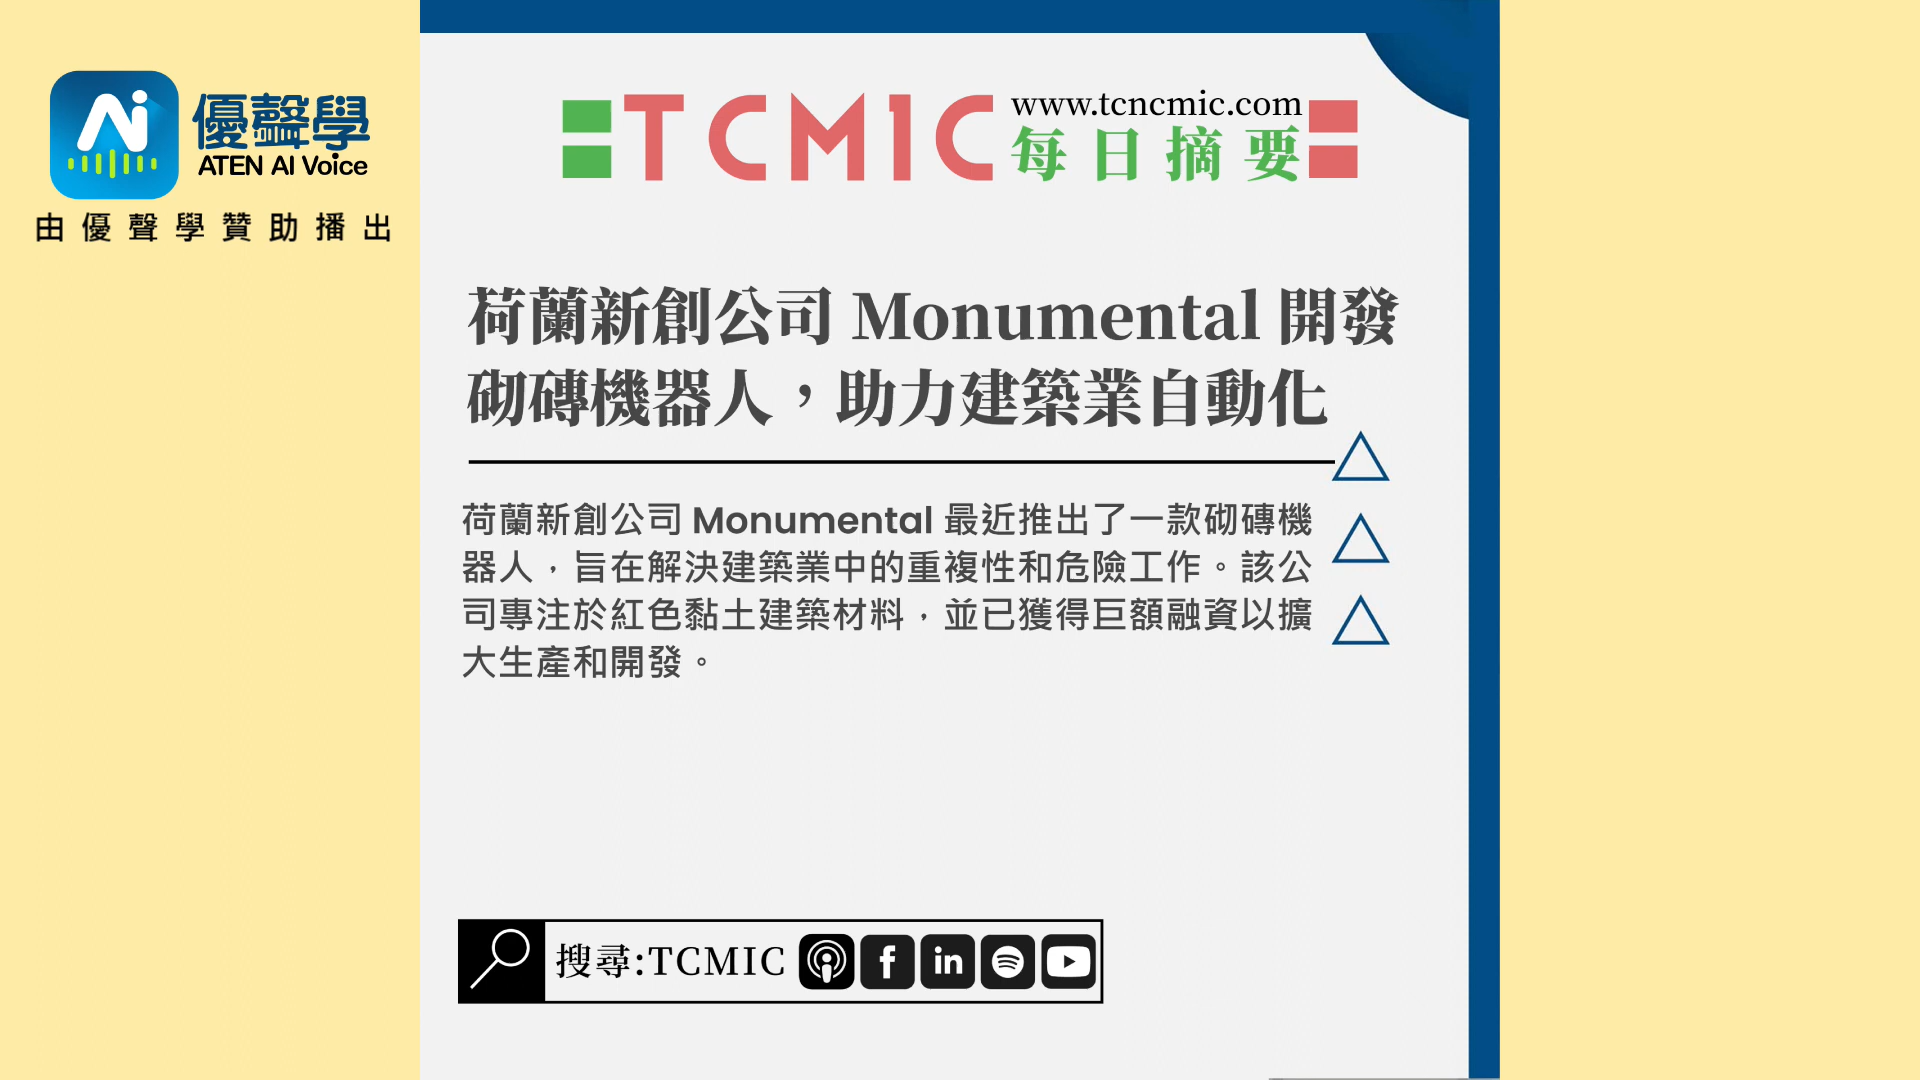 Ai
優聲學
ATEN AI Voice
由優聲學贊助播出
TCMIC
www.tcncmic.com
每日摘要
荷蘭新創公司 Monumental 開發
砌磚機器人，助力建築業自動化
荷蘭新創公司 Monumental 最近推出了一款砌磚機
器人，旨在解決建築業中的重複性和危險工作。該公
司專注於紅色黏土建築材料，並已獲得巨額融資以擴
大生產和開發。
搜尋:TCMIC